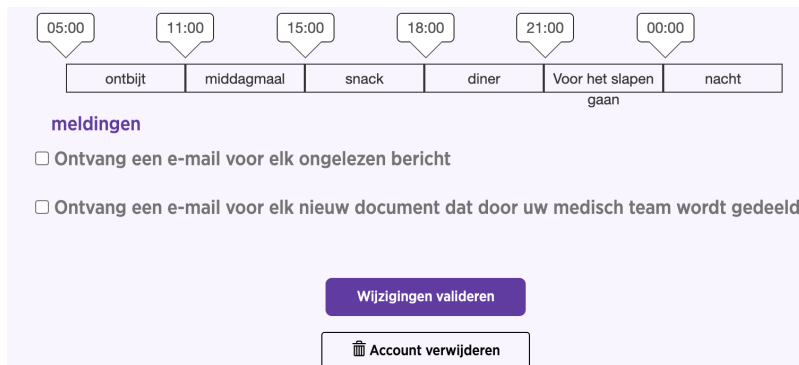 05:00 11:00 15:00 18:00 21:00 00:00
ontbijt middagmaal snack diner Voor het slapen nacht
gaan
meldingen
Ontvang een e-mail voor elk ongelezen bericht
Ontvang een e-mail voor elk nieuw document dat door uw medisch team wordt gedeeld
Wijzigingen valideren
Account verwijderen